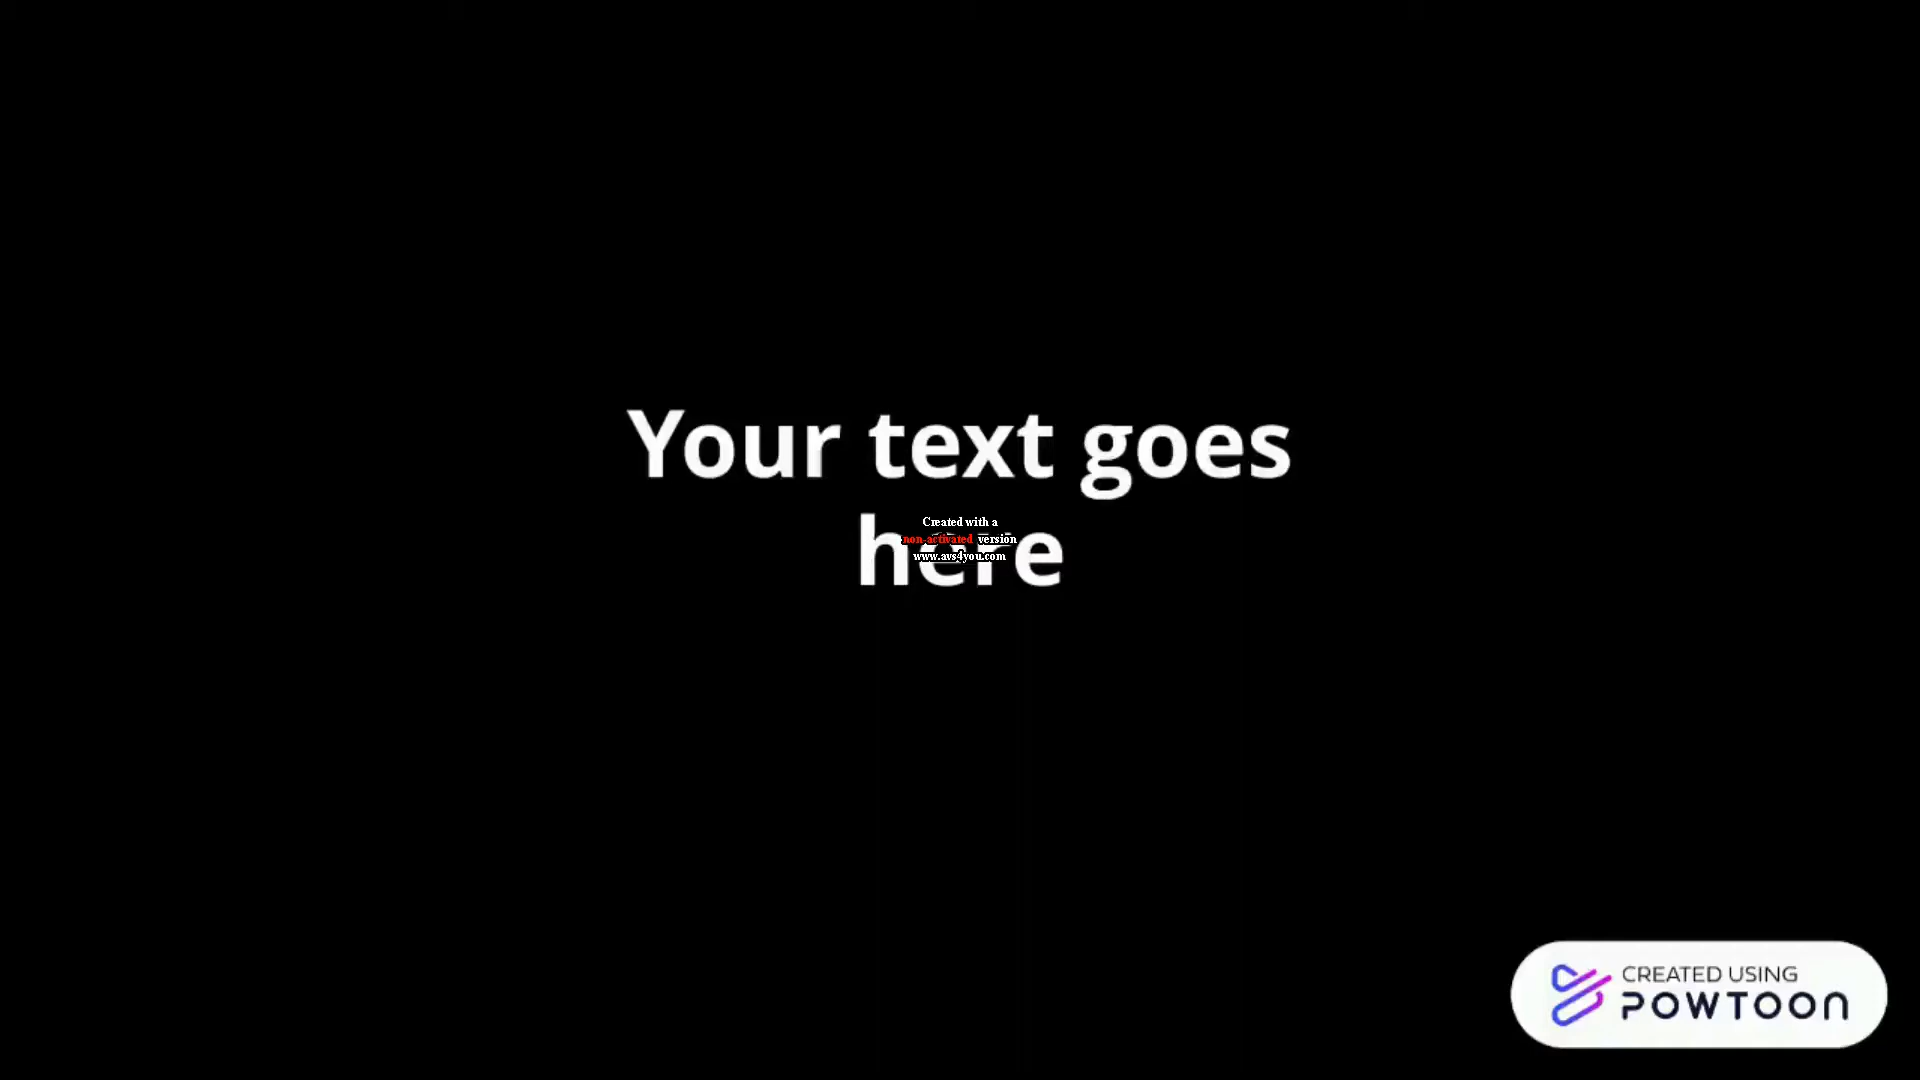 Your text goes
here
Created with a
non-activated version
www.avs4you.com
CREATED USING
POWTOON